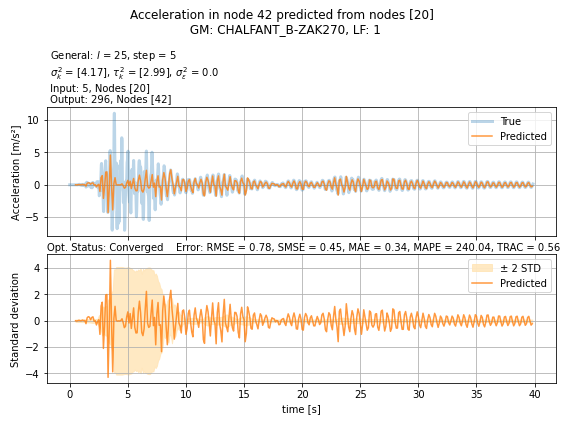 Acceleration in node 42 predicted from nodes [20]
GM: CHALFANT_B-ZAK270, LF: 1
General: l = 25, step = 5
σ²ₖ = [4.17], τ²ₖ = [2.99], σ²ε = 0.0
Input: 5, Nodes [20]
Output: 296, Nodes [42]
Acceleration [m/s²]
10
5
0
−5
True
Predicted
Opt. Status: Converged Error: RMSE = 0.78, SMSE = 0.45, MAE = 0.34, MAPE = 240.04, TRAC = 0.56
Standard deviation
4
2
0
−2
−4
± 2 STD
Predicted
0 5 10 15 20 25 30 35 40
time [s]